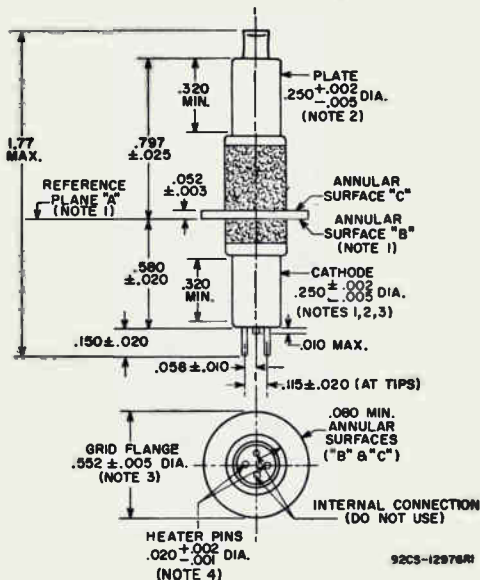 PLATE
.250 +.002 -.005 DIA.
(NOTE 2)
.320
MIN.
1.77
MAX.
.797
±.025
.052
±.003
REFERENCE
PLANE "A"
(NOTE 1)
ANNULAR
SURFACE "C"
ANNULAR
SURFACE "B"
(NOTE 1)
.580
±.020
.320
MIN.
CATHODE
.250 ±.002 -.005 DIA.
(NOTES 1,2,3)
.150±.020
.010 MAX.
.058±.010
.115±.020 (AT TIPS)
GRID FLANGE
.552±.005 DIA.
(NOTE 3)
.080 MIN.
ANNULAR
SURFACES
("B" & "C")
INTERNAL CONNECTION
(DO NOT USE)
HEATER PINS
.020 +.002 -.001 DIA.
(NOTE 4)